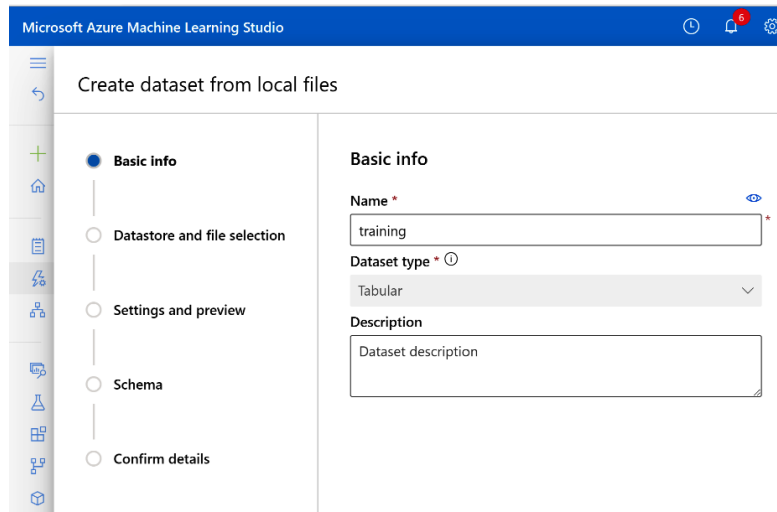 Microsoft Azure Machine Learning Studio
6
Create dataset from local files
Basic info
Datastore and file selection
Settings and preview
Schema
Confirm details
Basic info
Name *
training
*
Dataset type *
Tabular
Description
Dataset description